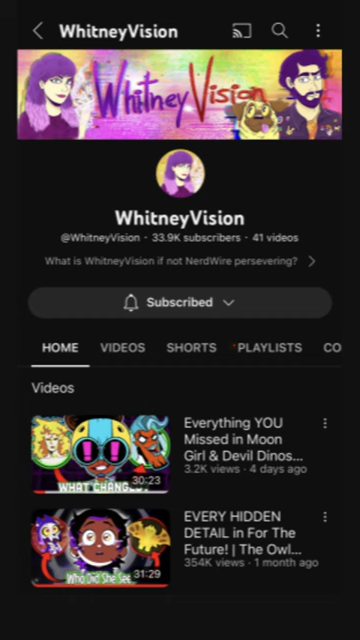 WhitneyVision
Whitney Vision
WhitneyVision
@WhitneyVision · 33.9K subscribers · 41 videos
What is WhitneyVision if not NerdWire persevering?
Subscribed
HOME VIDEOS SHORTS PLAYLISTS CO
Videos
Everything YOU
Missed in Moon
Girl & Devil Dinos...
3.2K views · 4 days ago
WHAT CHANGED?
30:23
EVERY HIDDEN
DETAIL in For The
Future! | The Owl...
354K views · 1 month ago
Who Did She See
31:29